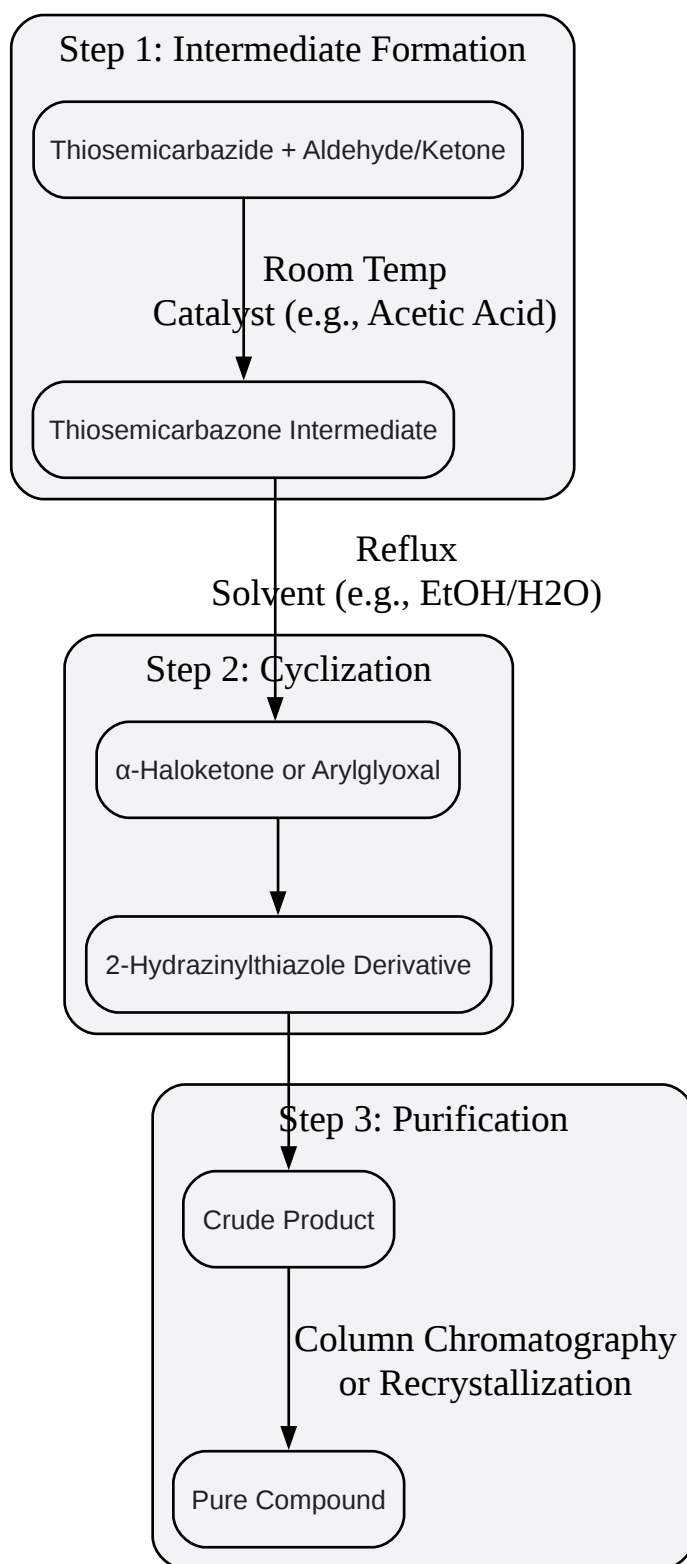 Step 1: Intermediate Formation
Thiosemicarbazide + Aldehyde/Ketone
Room Temp
Catalyst (e.g., Acetic Acid)
Thiosemicarbazone Intermediate
Reflux
Solvent (e.g., EtOH/H2O)
Step 2: Cyclization
α-Haloketone or Arylglyoxal
2-Hydrazinylthiazole Derivative
Step 3: Purification
Crude Product
Column Chromatography
or Recrystallization
Pure Compound